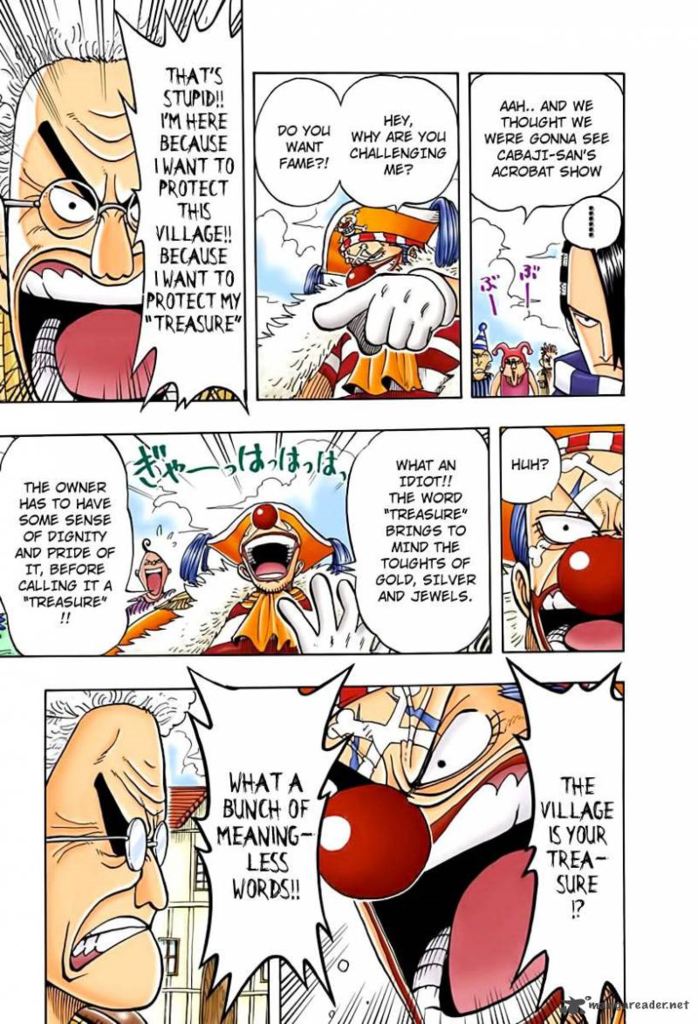 AAH.. AND WE
THOUGHT WE
WERE GONNA SEE
CABAJI-SAN'S
ACROBAT SHOW
......
ぶ
ぶ
HEY,
WHY ARE YOU
CHALLENGING
ME?
DO YOU
WANT
FAME?!
THAT'S
STUPID!!
I'M HERE
BECAUSE
I WANT TO
PROTECT
THIS
VILLAGE!!
BECAUSE
I WANT TO
PROTECT MY
"TREASURE"
HUH?
WHAT AN
IDIOT!!
THE WORD
"TREASURE"
BRINGS TO
MIND THE
TOUGHTS OF
GOLD, SILVER
AND JEWELS.
ぎゃーっはっはっは
THE OWNER
HAS TO HAVE
SOME SENSE
OF DIGNITY
AND PRIDE OF
IT, BEFORE
CALLING IT A
"TREASURE"
!!
THE
VILLAGE
IS YOUR
TREA-
SURE
!?
WHAT A
BUNCH OF
MEANING-
LESS
WORDS!!
mangareader.net